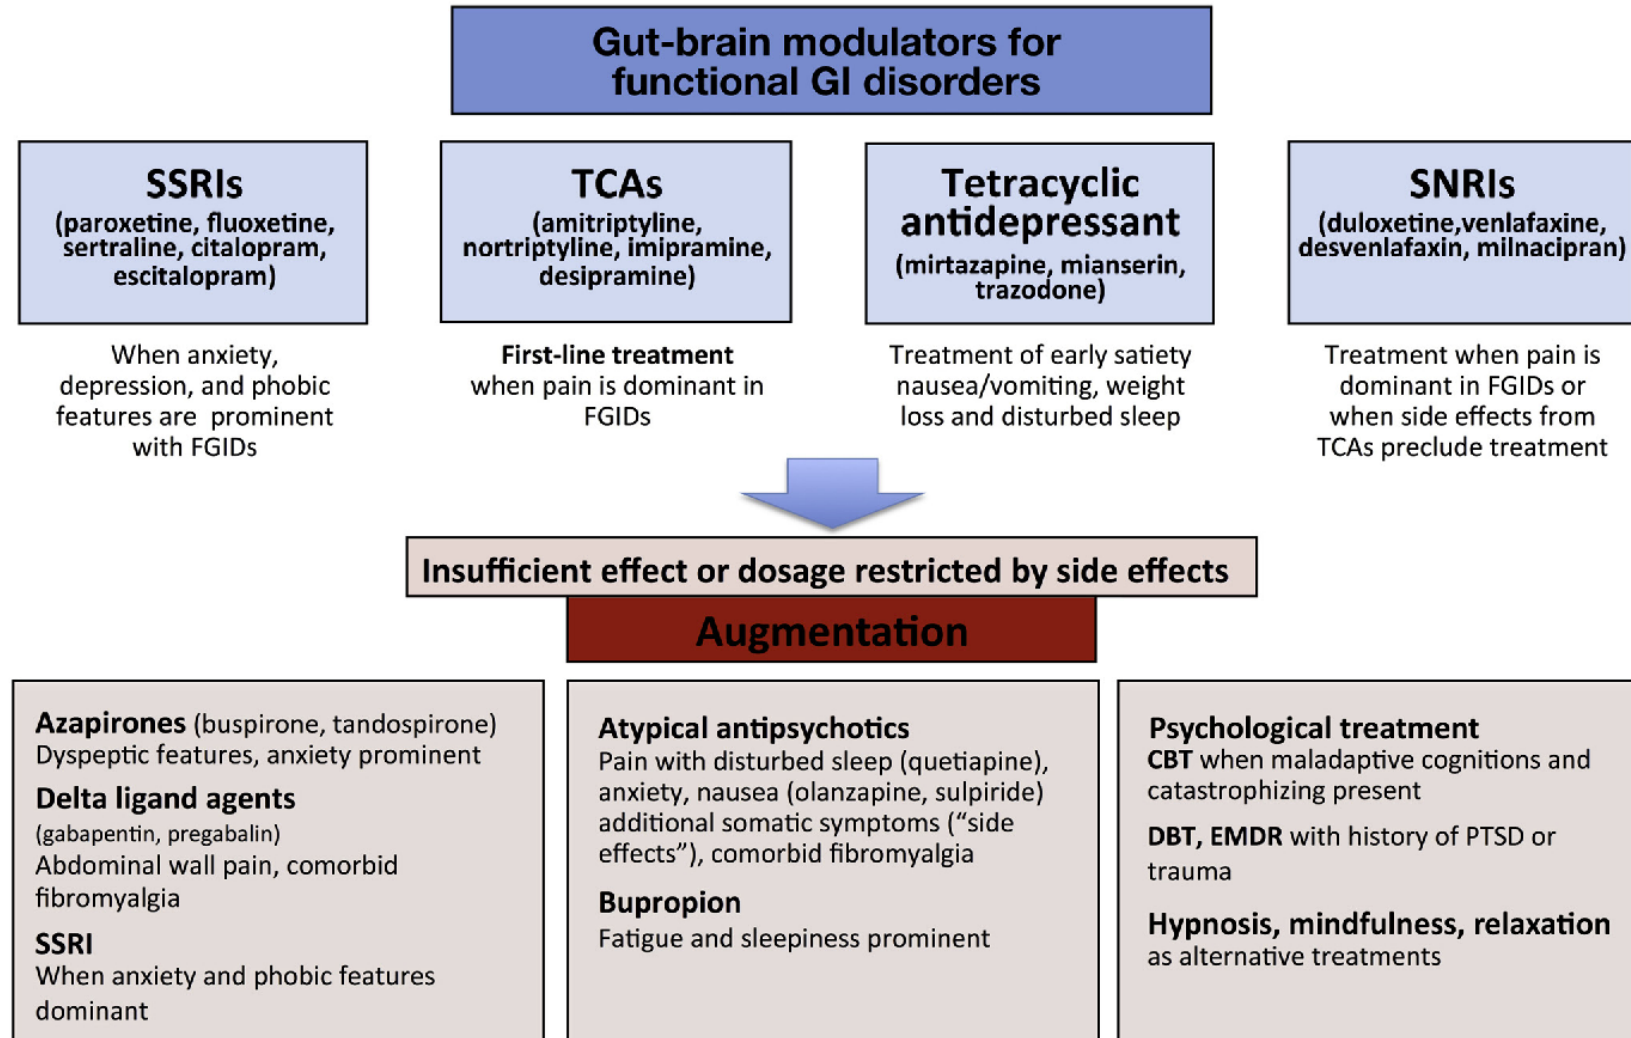 Gut-brain modulators for
functional GI disorders
SSRIs
(paroxetine, fluoxetine,
sertraline, citalopram,
escitalopram)
When anxiety,
depression, and phobic
features are prominent
with FGIDs
TCAs
(amitriptyline,
nortriptyline, imipramine,
desipramine)
First-line treatment
when pain is dominant in
FGIDs
Tetracyclic
antidepressant
(mirtazapine, mianserin,
trazodone)
Treatment of early satiety
nausea/vomiting, weight
loss and disturbed sleep
SNRIs
(duloxetine,venlafaxine,
desvenlafaxin, milnacipran)
Treatment when pain is
dominant in FGIDs or
when side effects from
TCAs preclude treatment
Insufficient effect or dosage restricted by side effects
Augmentation
Azapirones (buspirone, tandospirone)
Dyspeptic features, anxiety prominent
Delta ligand agents
(gabapentin, pregabalin)
Abdominal wall pain, comorbid
fibromyalgia
SSRI
When anxiety and phobic features
dominant
Atypical antipsychotics
Pain with disturbed sleep (quetiapine),
anxiety, nausea (olanzapine, sulpiride)
additional somatic symptoms (“side
effects”), comorbid fibromyalgia
Bupropion
Fatigue and sleepiness prominent
Psychological treatment
CBT when maladaptive cognitions and
catastrophizing present
DBT, EMDR with history of PTSD or
trauma
Hypnosis, mindfulness, relaxation
as alternative treatments